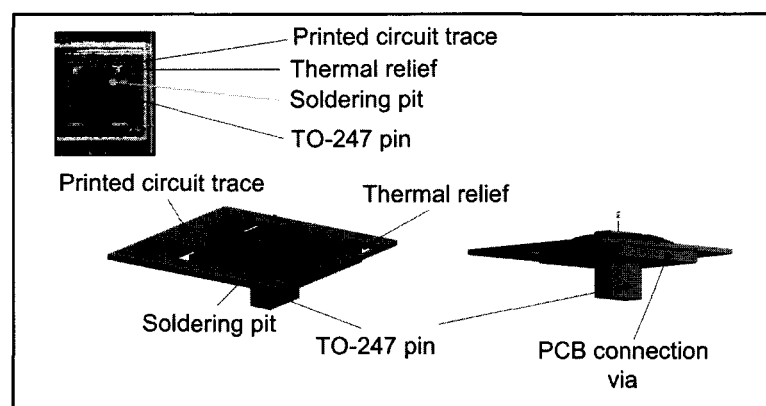 Printed circuit trace
Thermal relief
Soldering pit
TO-247 pin
Printed circuit trace
Thermal relief
Soldering pit
TO-247 pin
PCB connection
via